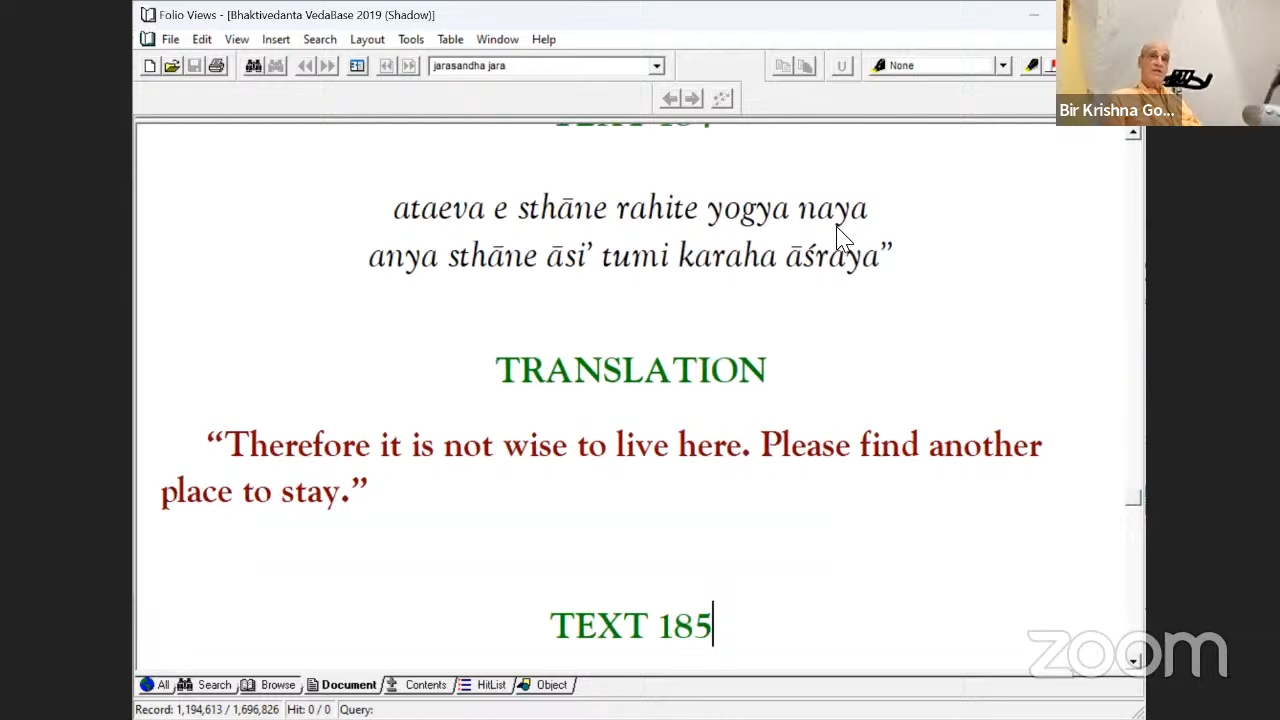 Folio Views - [Bhaktivedanta VedaBase 2019 (Shadow)]
File Edit View Insert Search Layout Tools Table Window Help
jarasandha jara
U
None
Bir Krishna Go...
ataeva e sthāne rahite yogya naya
anya sthāne āsi’ tumi karaha āśraya”
TRANSLATION
“Therefore it is not wise to live here. Please find another
place to stay.”
TEXT 185
zoom
All Search Browse Document Contents HitList Object
Record: 1,194,613 / 1,696,826 Hit: 0 / 0 Query: